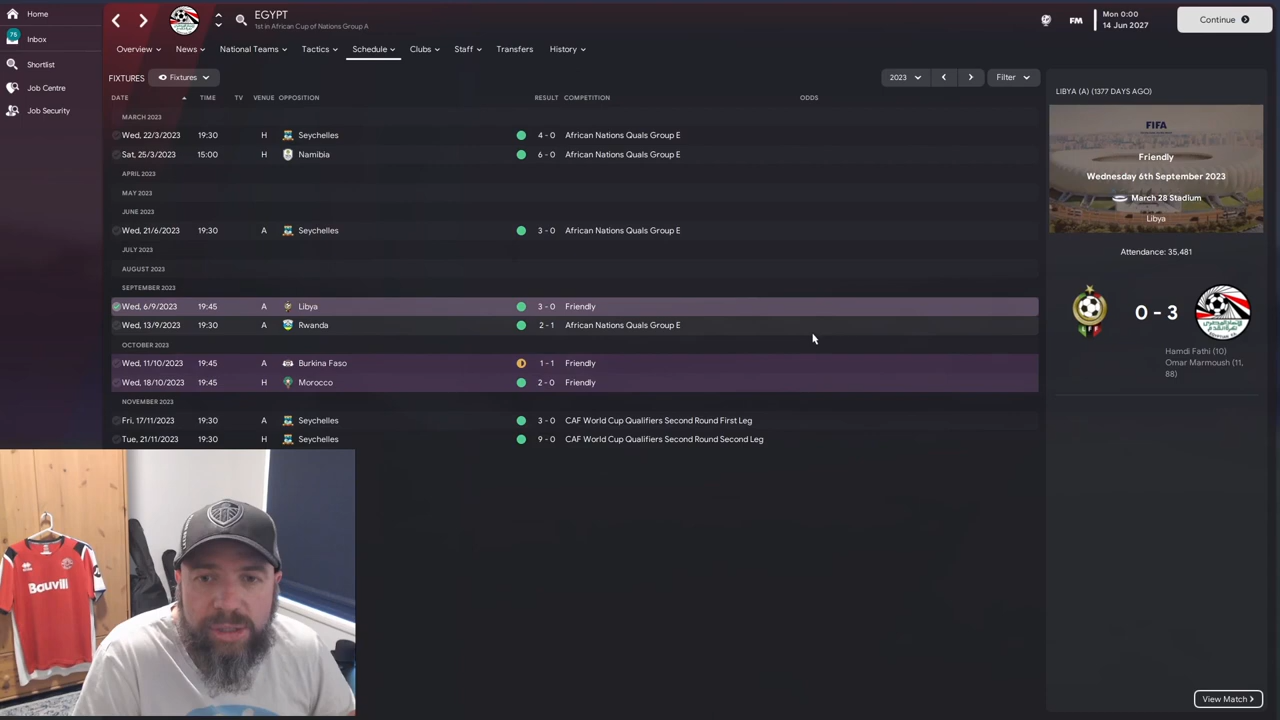 Home
75
Inbox
Shortlist
Job Centre
Job Security
EGYPT
1st in African Cup of Nations Group A
FM
Mon 0:00
14 Jun 2027
Continue
Overview News National Teams Tactics Schedule Clubs Staff Transfers History
FIXTURES Fixtures 2023 Filter
DATE TIME TV VENUE OPPOSITION RESULT COMPETITION ODDS
MARCH 2023
Wed, 22/3/2023 19:30 H Seychelles 4 - 0 African Nations Quals Group E
Sat, 25/3/2023 15:00 H Namibia 6 - 0 African Nations Quals Group E
APRIL 2023
MAY 2023
JUNE 2023
Wed, 21/6/2023 19:30 A Seychelles 3 - 0 African Nations Quals Group E
JULY 2023
AUGUST 2023
SEPTEMBER 2023
Wed, 6/9/2023 19:45 A Libya 3 - 0 Friendly
Wed, 13/9/2023 19:30 A Rwanda 2 - 1 African Nations Quals Group E
OCTOBER 2023
Wed, 11/10/2023 19:45 A Burkina Faso 1 - 1 Friendly
Wed, 18/10/2023 19:45 H Morocco 2 - 0 Friendly
NOVEMBER 2023
Fri, 17/11/2023 19:30 A Seychelles 3 - 0 CAF World Cup Qualifiers Second Round First Leg
Tue, 21/11/2023 19:30 H Seychelles 9 - 0 CAF World Cup Qualifiers Second Round Second Leg
LIBYA (A) (1377 DAYS AGO)
FIFA
Friendly
Wednesday 6th September 2023
March 28 Stadium
Libya
Attendance: 35,481
0 - 3
Hamdi Fathi (10)
Omar Marmoush (11,
88)
View Match
Bauvill